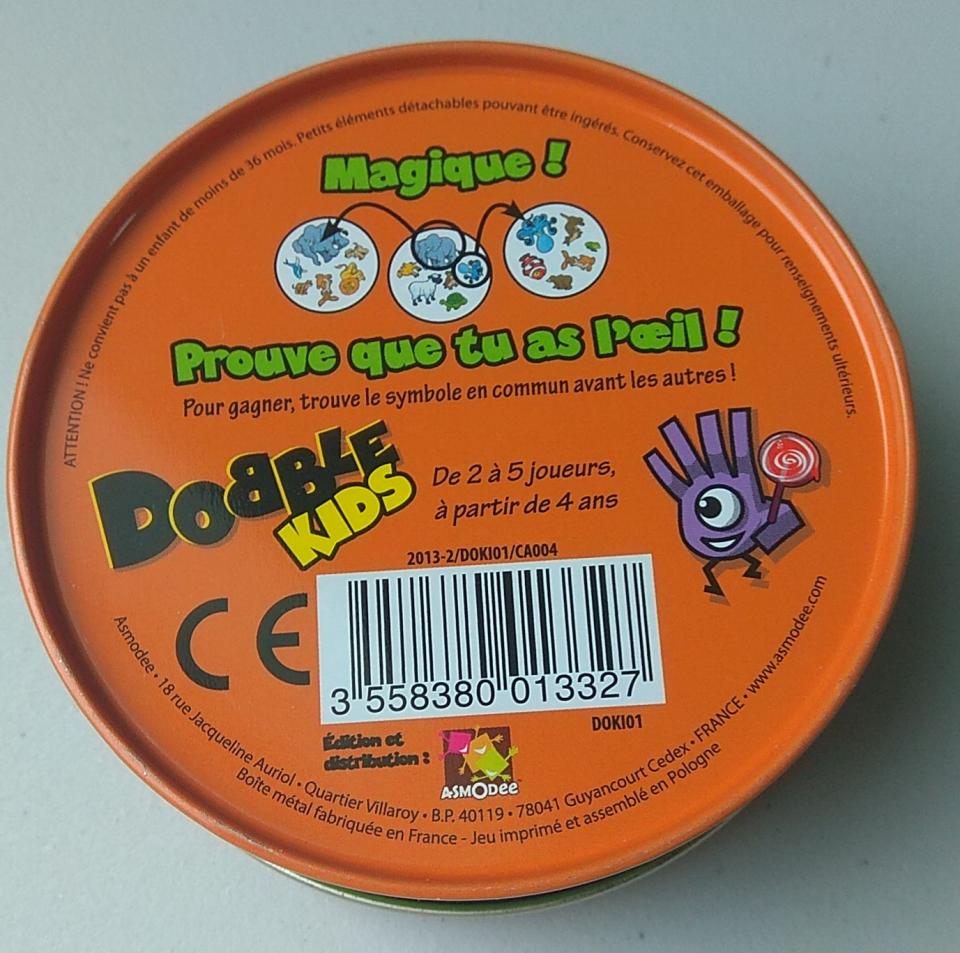 ATTENTION ! Ne convient pas à un enfant de moins de 36 mois. Petits éléments détachables pouvant être ingérés. Conservez cet emballage pour renseignements ultérieurs.
Magique !
Prouve que tu as l'œil !
Pour gagner, trouve le symbole en commun avant les autres !
DOBBLE
KIDS
De 2 à 5 joueurs,
à partir de 4 ans
2013-2/DOKI01/CA004
CE
3 558380 013327
DOKI01
Édition et
distribution :
ASMODee
Asmodee • 18 rue Jacqueline Auriol • Quartier Villaroy • B.P. 40119 • 78041 Guyancourt Cedex • FRANCE • www.asmodee.com
Boîte métal fabriquée en France - Jeu imprimé et assemblé en Pologne